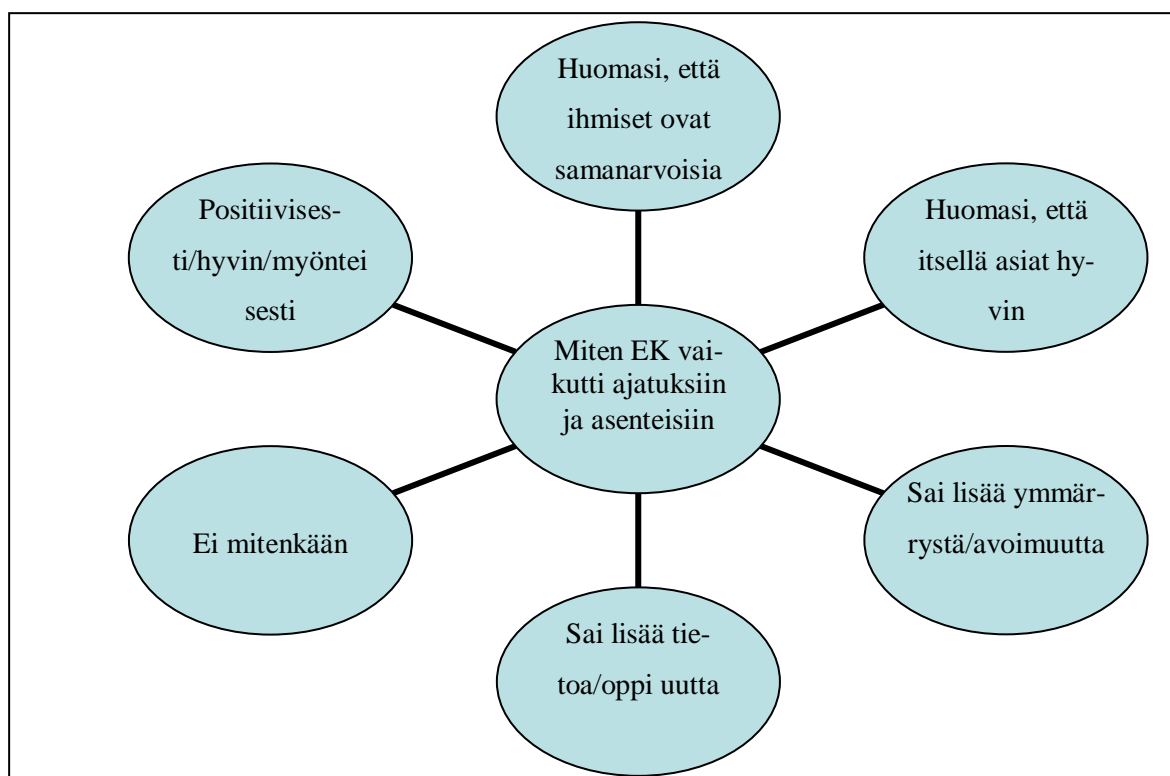 Huomasi, että
ihmiset ovat
samanarvoisia
Positiivises-
ti/hyvin/myöntei
sesti
Huomasi, että
itsellä asiat hy-
vin
Miten EK vai-
kutti ajatuksiin
ja asenteisiin
Ei mitenkään
Sai lisää ymmär-
rystä/avoimuutta
Sai lisää tie-
toa/oppi uutta